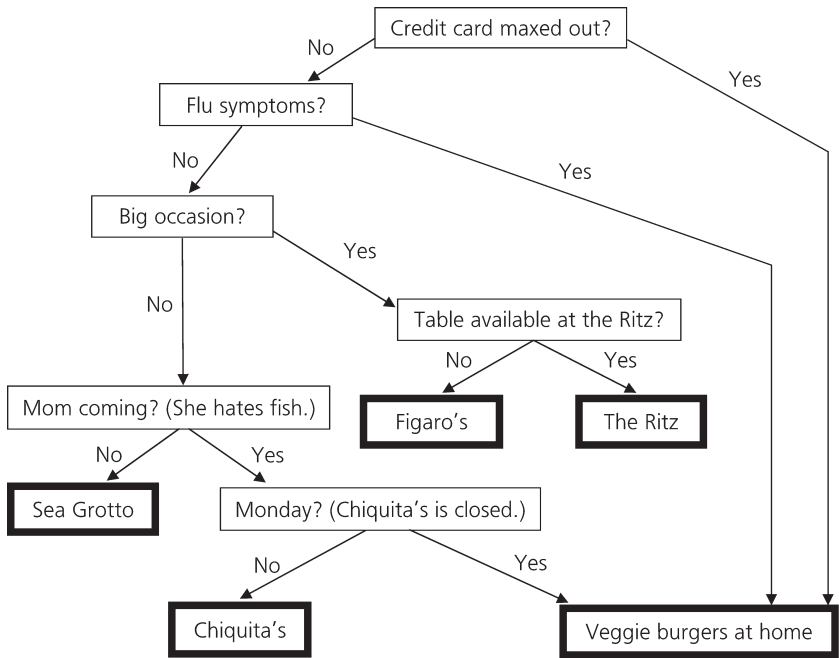 Credit card maxed out?
No
Yes
Flu symptoms?
No
Yes
Big occasion?
Yes
No
Table available at the Ritz?
No
Yes
Mom coming? (She hates fish.)
Figaro's
The Ritz
No
Yes
Sea Grotto
Monday? (Chiquita's is closed.)
No
Yes
Chiquita's
Veggie burgers at home